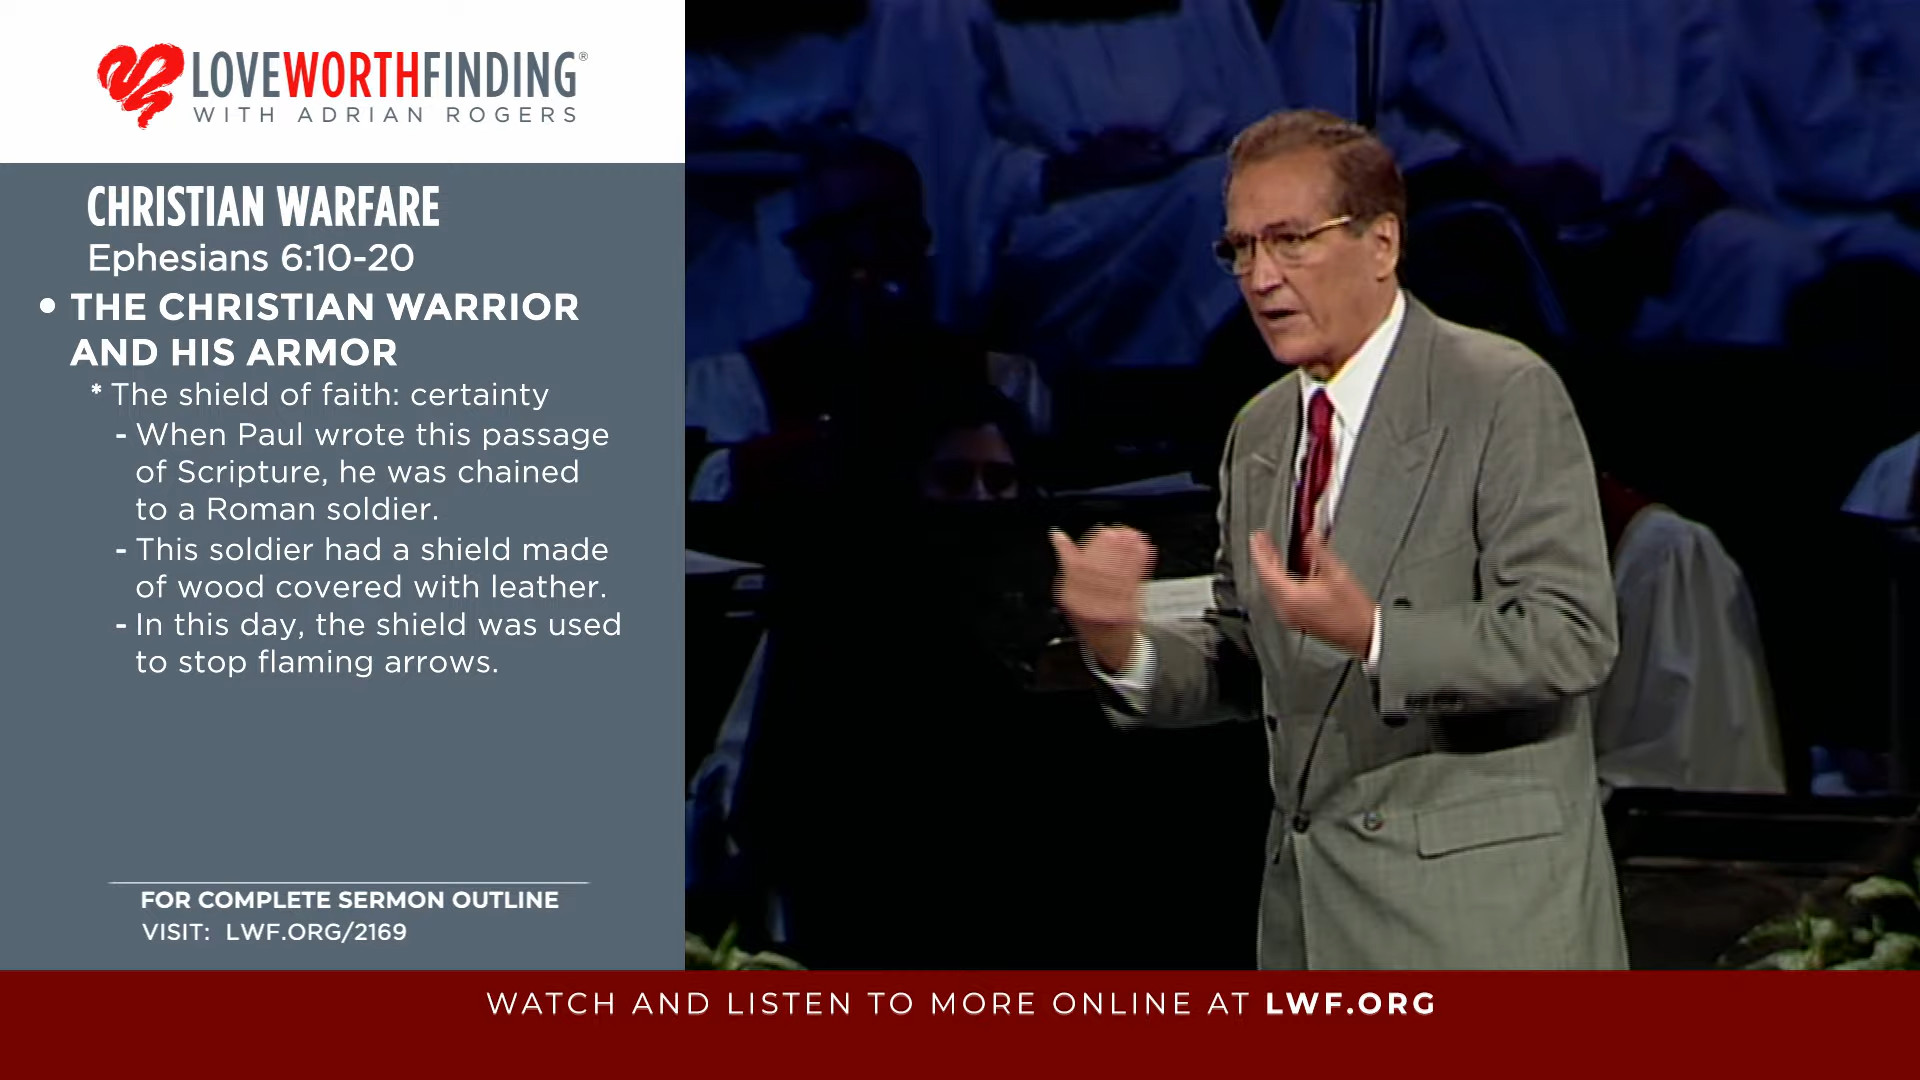 LOVEWORTHFINDING®
WITH ADRIAN ROGERS
CHRISTIAN WARFARE
Ephesians 6:10-20
• THE CHRISTIAN WARRIOR
AND HIS ARMOR
* The shield of faith: certainty
- When Paul wrote this passage
of Scripture, he was chained
to a Roman soldier.
- This soldier had a shield made
of wood covered with leather.
- In this day, the shield was used
to stop flaming arrows.
FOR COMPLETE SERMON OUTLINE
VISIT: LWF.ORG/2169
WATCH AND LISTEN TO MORE ONLINE AT LWF.ORG